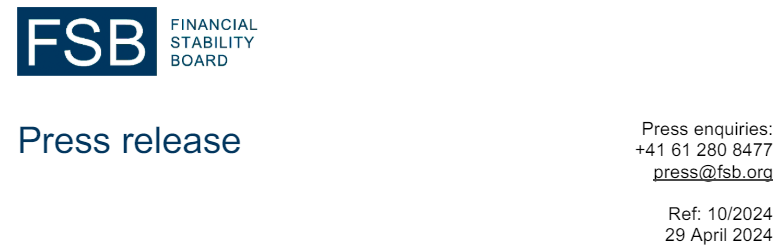 FSB
FINANCIAL
STABILITY
BOARD
Press release
Press enquiries:
+41 61 280 8477
press@fsb.org
Ref: 10/2024
29 April 2024